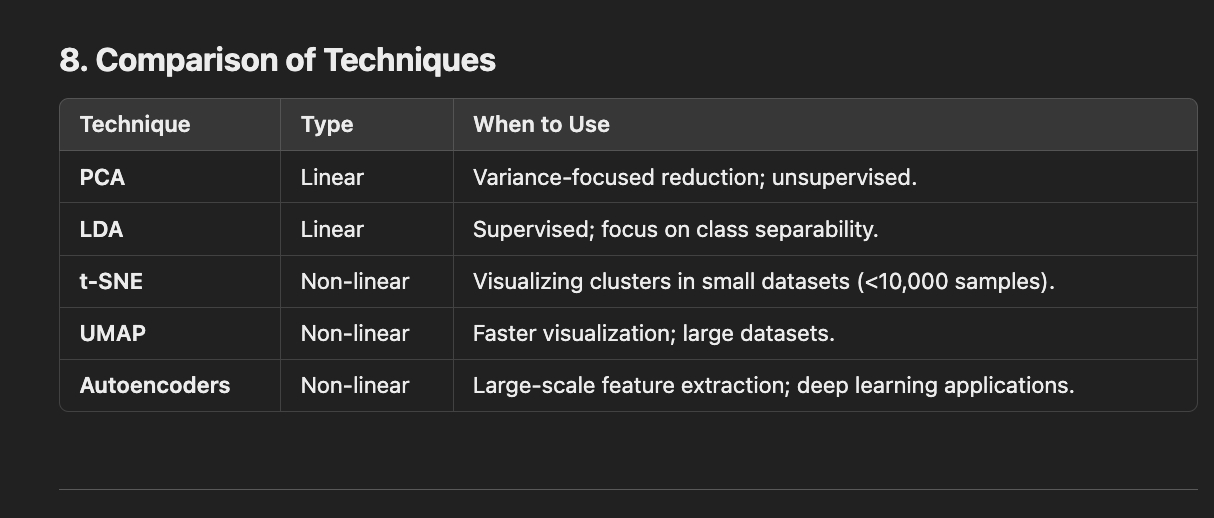 8. Comparison of Techniques
Technique Type When to Use
PCA Linear Variance-focused reduction; unsupervised.
LDA Linear Supervised; focus on class separability.
t-SNE Non-linear Visualizing clusters in small datasets (<10,000 samples).
UMAP Non-linear Faster visualization; large datasets.
Autoencoders Non-linear Large-scale feature extraction; deep learning applications.